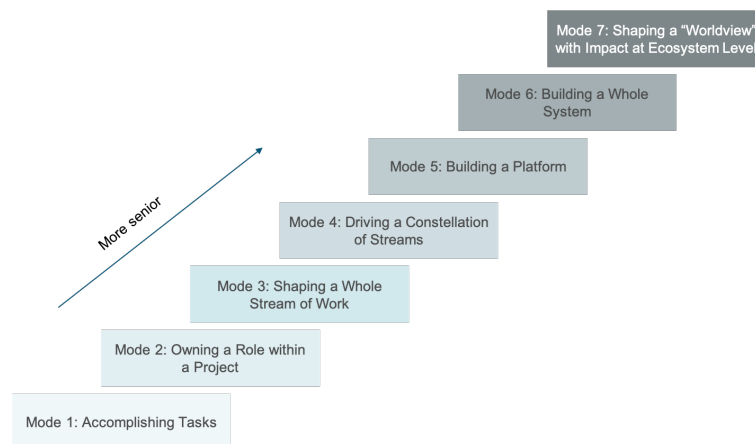 Mode 7: Shaping a “Worldview”
with Impact at Ecosystem Level
Mode 6: Building a Whole
System
Mode 5: Building a Platform
More senior
Mode 4: Driving a Constellation
of Streams
Mode 3: Shaping a Whole
Stream of Work
Mode 2: Owning a Role within
a Project
Mode 1: Accomplishing Tasks